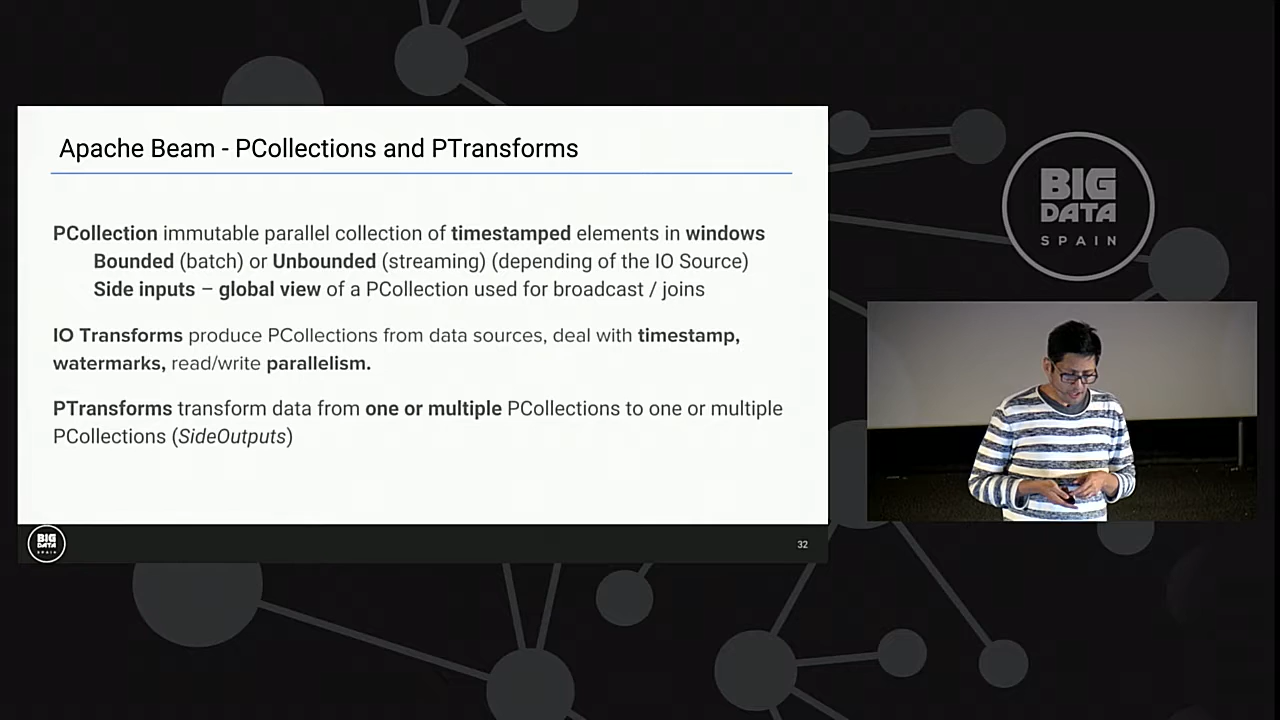 Apache Beam - PCollections and PTransforms
PCollection immutable parallel collection of timestamped elements in windows
Bounded (batch) or Unbounded (streaming) (depending of the IO Source)
Side inputs – global view of a PCollection used for broadcast / joins
IO Transforms produce PCollections from data sources, deal with timestamp,
watermarks, read/write parallelism.
PTransforms transform data from one or multiple PCollections to one or multiple
PCollections (SideOutputs)
BIG
DATA
SPAIN
32
BIG
DATA
SPAIN